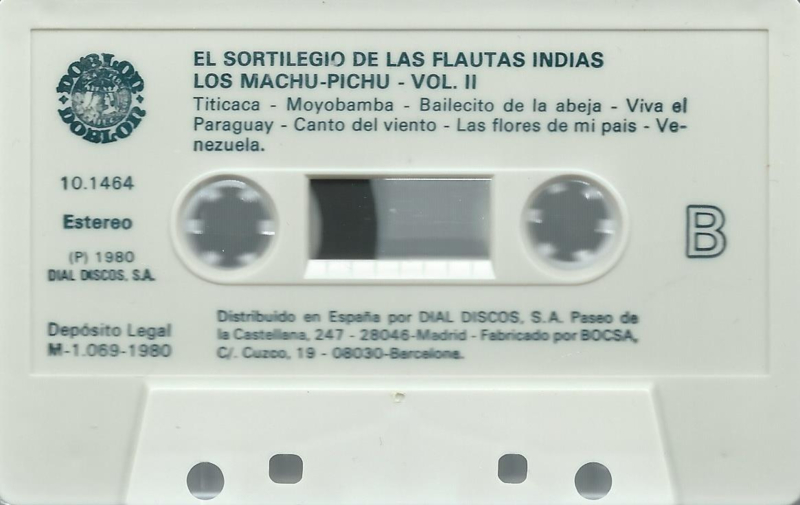 DOBLON
DOBLON
EL SORTILEGIO DE LAS FLAUTAS INDIAS
LOS MACHU-PICHU - VOL. II
Titicaca - Moyobamba - Bailecito de la abeja - Viva el
Paraguay - Canto del viento - Las flores de mi pais - Ve-
nezuela.
10.1464
Estereo
(P) 1980
DIAL DISCOS, S.A.
B
Depósito Legal
M-1.069-1980
Distribuido en España por DIAL DISCOS, S.A. Paseo de
la Castellana, 247 - 28046-Madrid - Fabricado por BOCSA,
C/. Cuzco, 19 - 08030-Barcelona.